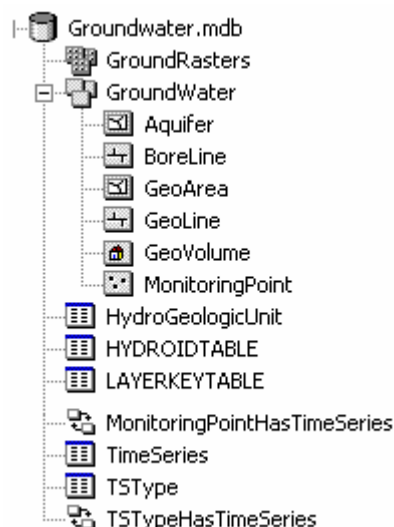 Groundwater.mdb
GroundRasters
GroundWater
Aquifer
BoreLine
GeoArea
GeoLine
GeoVolume
MonitoringPoint
HydroGeologicUnit
HYDROIDTABLE
LAYERKEYTABLE
MonitoringPointHasTimeSeries
TimeSeries
TSType
TSTypeHasTimeSeries